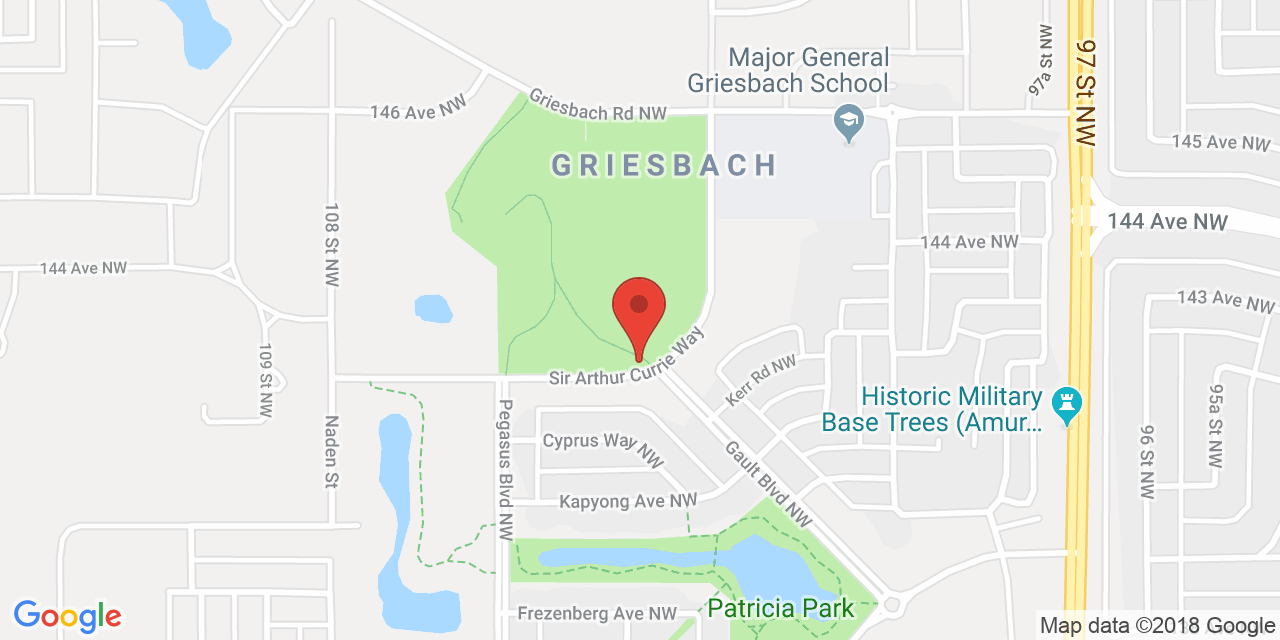 Major General
Griesbach School
97a St NW
97 St NW
Griesbach Rd NW
146 Ave NW
145 Ave NW
GRIESBACH
108 St NW
144 Ave NW
144 Ave NW
144 Ave NW
143 Ave NW
109 St NW
Sir Arthur Currie Way
Kerr Rd NW
Historic Military
Base Trees (Amur...
95a St NW
96 St NW
Naden St
Pegasus Blvd NW
Cyprus Way NW
Gault Blvd NW
Kapyong Ave NW
Patricia Park
Frezenberg Ave NW
Google
Map data ©2018 Google